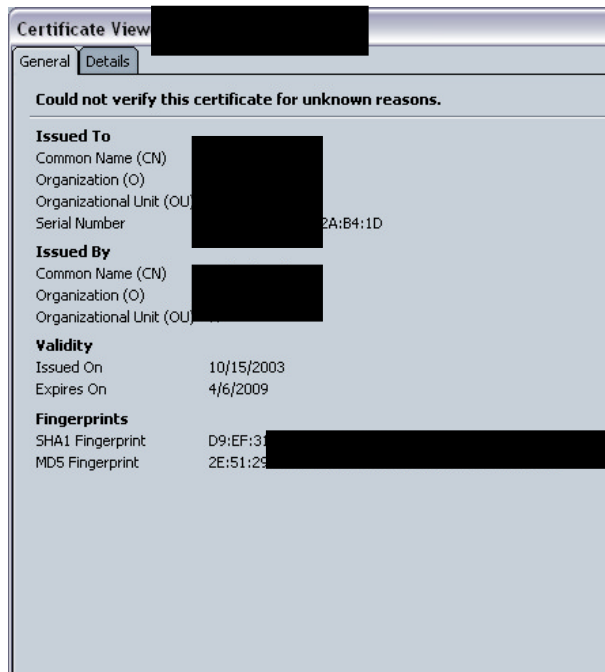 Certificate View
General Details
Could not verify this certificate for unknown reasons.
Issued To
Common Name (CN)
Organization (O)
Organizational Unit (OU)
Serial Number 2A:B4:1D
Issued By
Common Name (CN)
Organization (O)
Organizational Unit (OU)
Validity
Issued On 10/15/2003
Expires On 4/6/2009
Fingerprints
SHA1 Fingerprint D9:EF:31
MD5 Fingerprint 2E:51:29